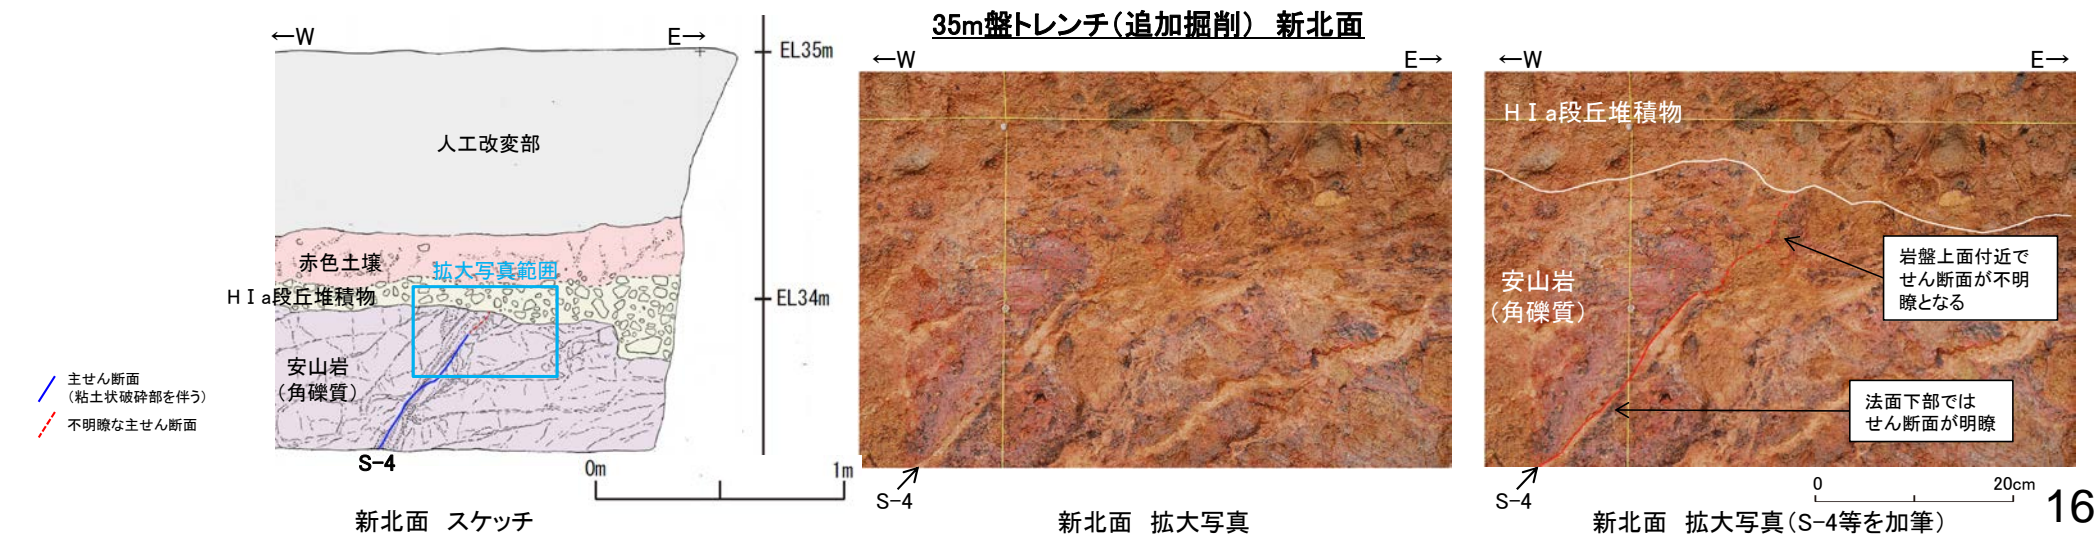 35m盤トレンチ(追加掘削) 新北面
←W
E→
EL35m
人工改変部
赤色土壌
拡大写真範囲
HⅠa段丘堆積物
EL34m
安山岩
(角礫質)
主せん断面
(粘土状破砕部を伴う)
不明瞭な主せん断面
S-4
0m
1m
新北面 スケッチ
←W
E→
S-4
新北面 拡大写真
←W
E→
HⅠa段丘堆積物
安山岩
(角礫質)
岩盤上面付近で
せん断面が不明
瞭となる
法面下部では
せん断面が明瞭
S-4
0
20cm
新北面 拡大写真(S-4等を加筆)
16